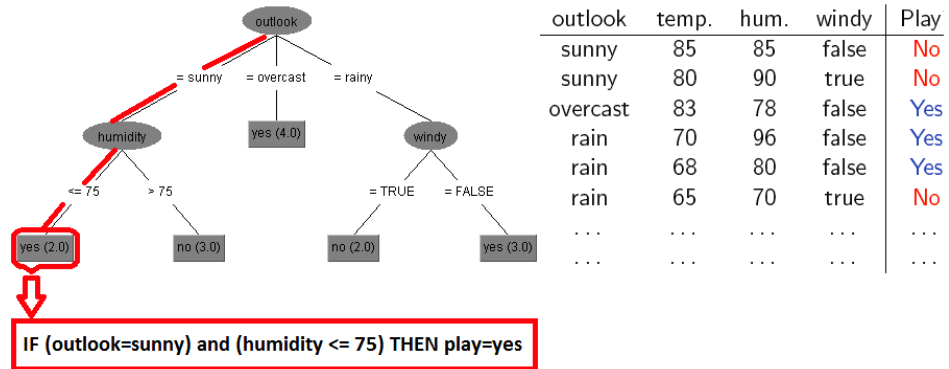 outlook
= sunny = overcast = rainy
humidity yes (4.0) windy
<= 75 > 75 = TRUE = FALSE
yes (2.0) no (3.0) no (2.0) yes (3.0)
IF (outlook=sunny) and (humidity <= 75) THEN play=yes
outlook temp. hum. windy Play
sunny 85 85 false No
sunny 80 90 true No
overcast 83 78 false Yes
rain 70 96 false Yes
rain 68 80 false Yes
rain 65 70 true No
... ... ... ... ...
... ... ... ... ...